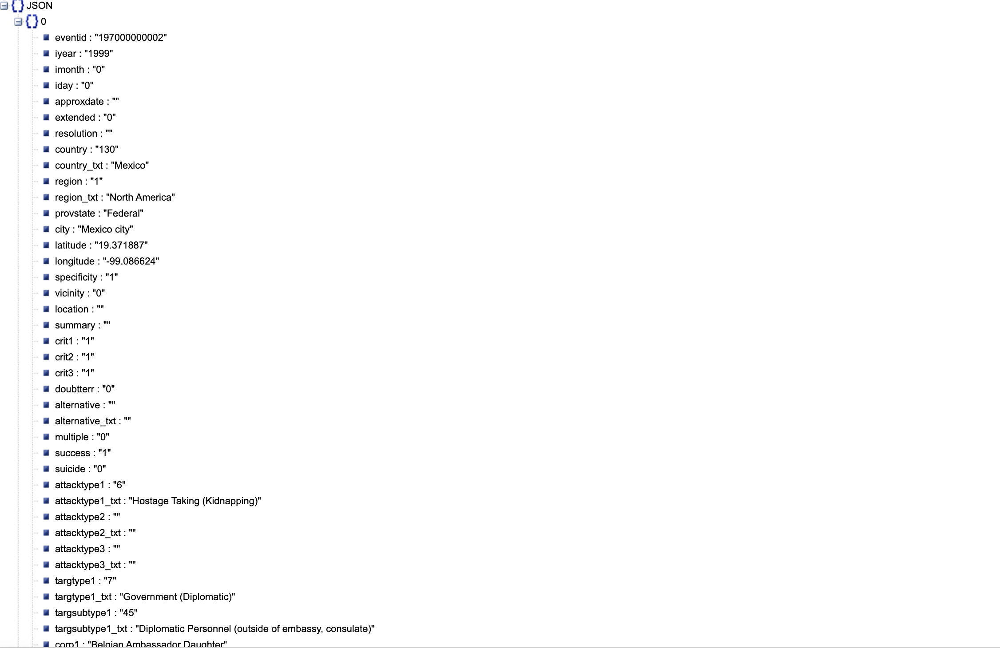 JSON
0
eventid : "197000000002"
iyear : "1999"
imonth : "0"
iday : "0"
approxdate : ""
extended : "0"
resolution : ""
country : "130"
country_txt : "Mexico"
region : "1"
region_txt : "North America"
provstate : "Federal"
city : "Mexico city"
latitude : "19.371887"
longitude : "-99.086624"
specificity : "1"
vicinity : "0"
location : ""
summary : ""
crit1 : "1"
crit2 : "1"
crit3 : "1"
doubtterr : "0"
alternative : ""
alternative_txt : ""
multiple : "0"
success : "1"
suicide : "0"
attacktype1 : "6"
attacktype1_txt : "Hostage Taking (Kidnapping)"
attacktype2 : ""
attacktype2_txt : ""
attacktype3 : ""
attacktype3_txt : ""
targtype1 : "7"
targtype1_txt : "Government (Diplomatic)"
targsubtype1 : "45"
targsubtype1_txt : "Diplomatic Personnel (outside of embassy, consulate)"
corp1 : "Belgian Ambassador Daughter"